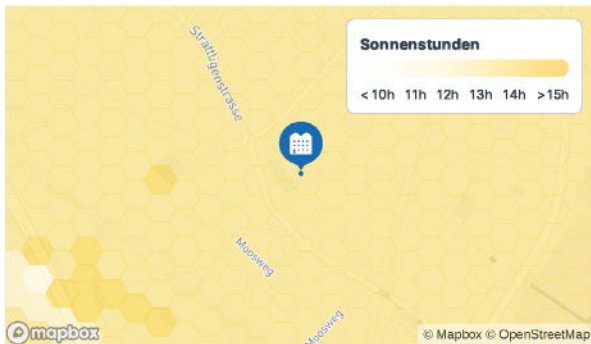 Strättligenstrasse
Sonnenstunden
< 10h 11h 12h 13h 14h >15h
Moosweg
Moosweg
mapbox
© Mapbox © OpenStreetMap